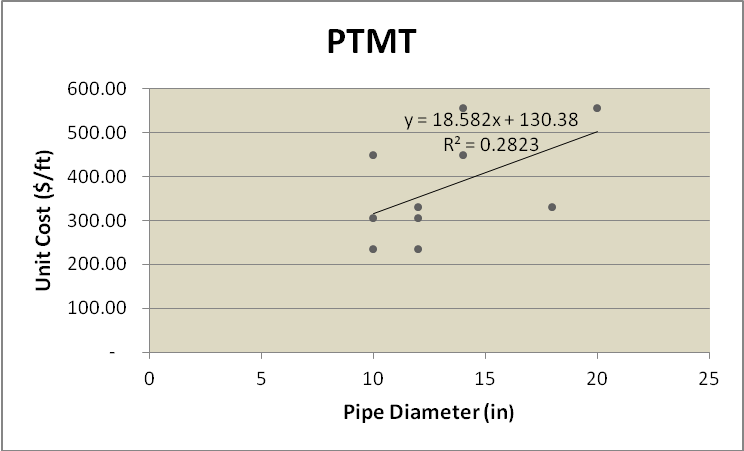 PTMT
600.00
500.00
400.00
300.00
200.00
100.00
-
Unit Cost ($/ft)
y = 18.582x + 130.38
R² = 0.2823
0 5 10 15 20 25
Pipe Diameter (in)